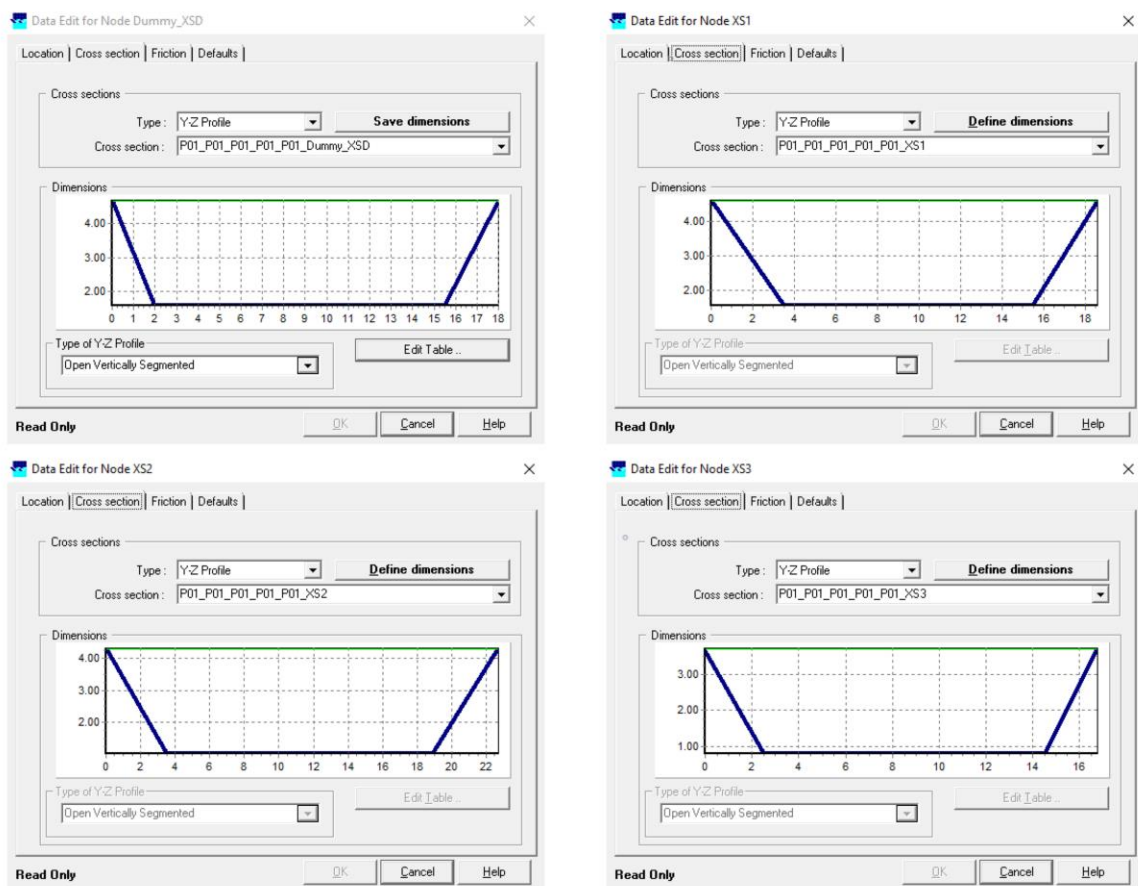 Data Edit for Node Dummy_XSD
Location Cross section Friction Defaults
Cross sections
Type : Y-Z Profile Save dimensions
Cross section : P01_P01_P01_P01_P01_Dummy_XSD
Dimensions
4.00
3.00
2.00
0 1 2 3 4 5 6 7 8 9 10 11 12 13 14 15 16 17 18
Type of Y-Z Profile
Open Vertically Segmented
Edit Table ..
Read Only OK Cancel Help
Data Edit for Node XS1
Location Cross section Friction Defaults
Cross sections
Type : Y-Z Profile Define dimensions
Cross section : P01_P01_P01_P01_P01_XS1
Dimensions
4.00
3.00
2.00
0 2 4 6 8 10 12 14 16 18
Type of Y-Z Profile
Open Vertically Segmented
Edit Table ..
Read Only OK Cancel Help
Data Edit for Node XS2
Location Cross section Friction Defaults
Cross sections
Type : Y-Z Profile Define dimensions
Cross section : P01_P01_P01_P01_P01_XS2
Dimensions
4.00
3.00
2.00
0 2 4 6 8 10 12 14 16 18 20 22
Type of Y-Z Profile
Open Vertically Segmented
Edit Table ..
Read Only OK Cancel Help
Data Edit for Node XS3
Location Cross section Friction Defaults
Cross sections
Type : Y-Z Profile Define dimensions
Cross section : P01_P01_P01_P01_P01_XS3
Dimensions
3.00
2.00
1.00
0 2 4 6 8 10 12 14 16
Type of Y-Z Profile
Open Vertically Segmented
Edit Table ..
Read Only OK Cancel Help